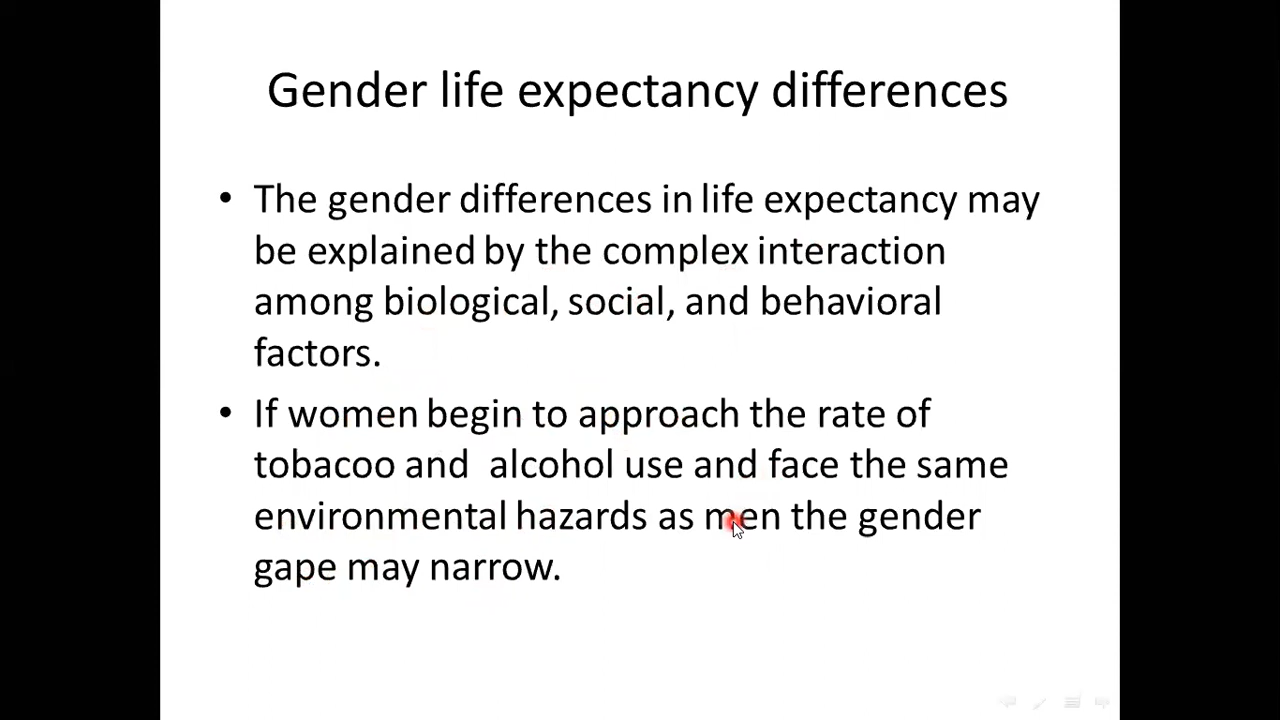 Gender life expectancy differences
• The gender differences in life expectancy may
be explained by the complex interaction
among biological, social, and behavioral
factors.
• If women begin to approach the rate of
tobacoo and  alcohol use and face the same
environmental hazards as men the gender
gape may narrow.